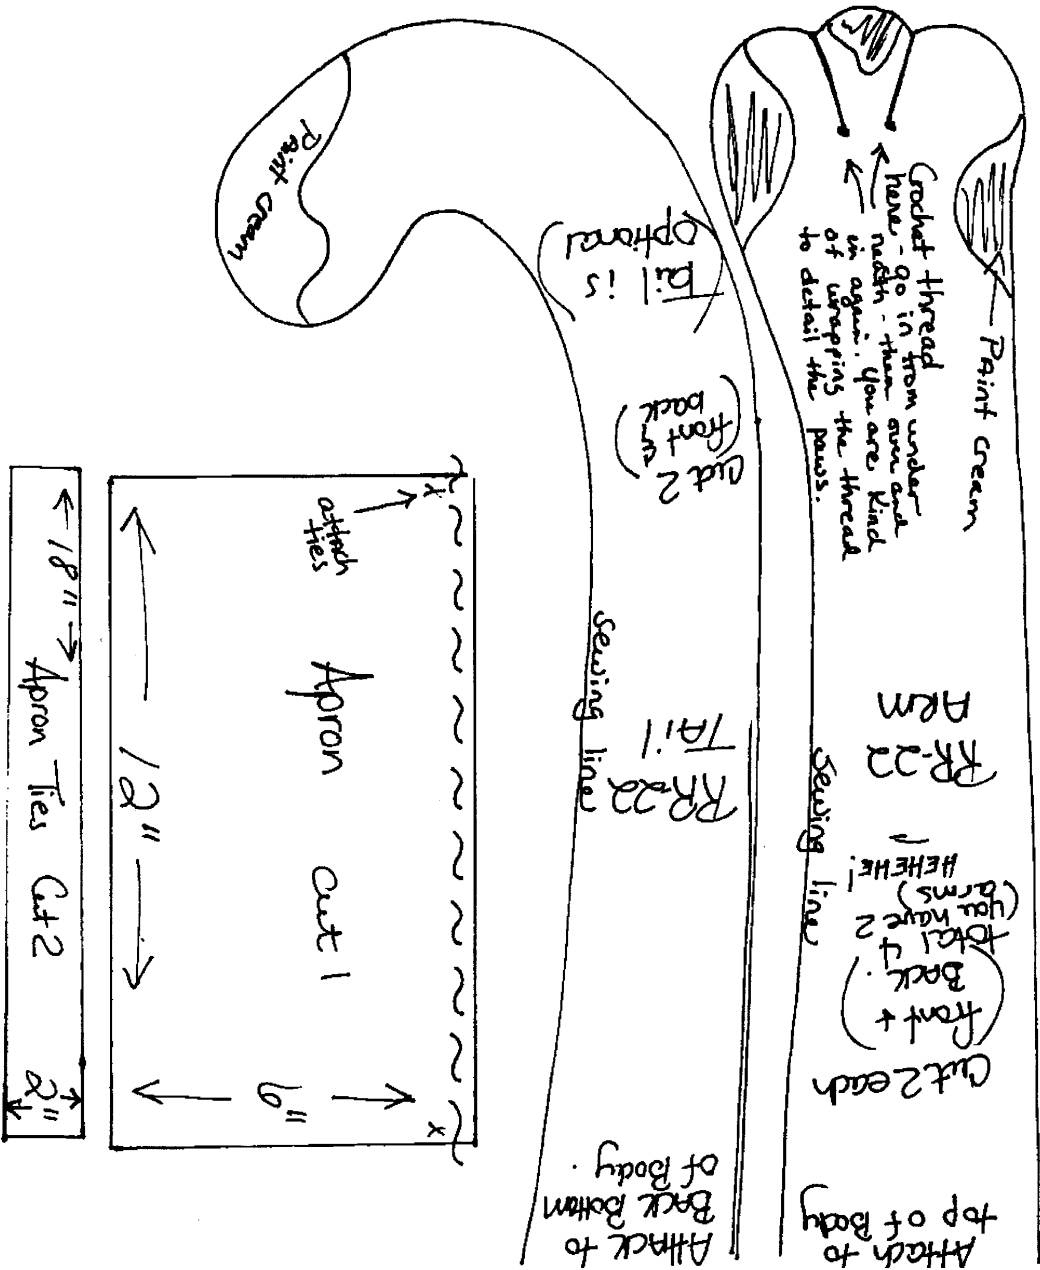 Paint cream
(Tail is
optional)
Cut 2
(front +
back)
Sewing line
TAil
RR-22
Attach to
BACK Bottom
of Body.
Crochet thread
here - go in from under
neath - then over and
in again. You are kind
of wrapping the thread
to detail the paws.
PAint cream
ARM
RR-22
Sewing line
Cut 2 each
(front +
BACK.
total 4
(you have 2
arms)
HEHEHE!
Attach to
top of Body
attach
ties
x
Apron Cut 1
12"
6"
x
18"
Apron Ties Cut 2
2"